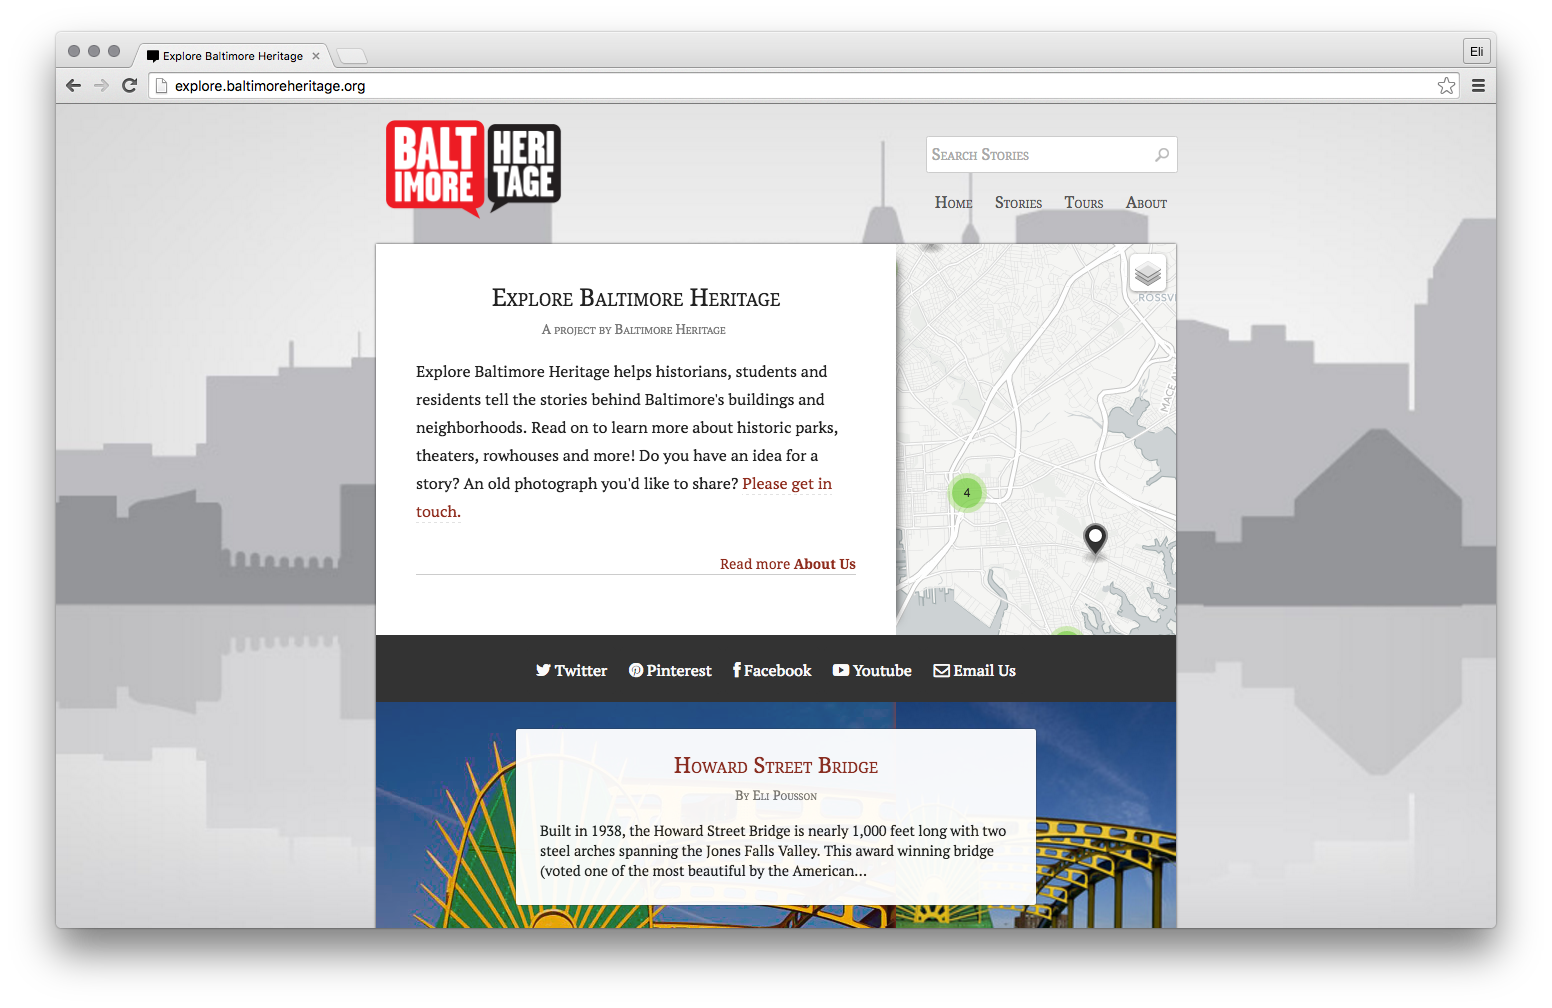 Explore Baltimore Heritage
Eli
explore.baltimoreheritage.org
BALT
IMORE
HERI
TAGE
Search Stories
Home Stories Tours About
Explore Baltimore Heritage
A project by Baltimore Heritage
Explore Baltimore Heritage helps historians, students and
residents tell the stories behind Baltimore's buildings and
neighborhoods. Read on to learn more about historic parks,
theaters, rowhouses and more! Do you have an idea for a
story? An old photograph you'd like to share? Please get in
touch.
Read more About Us
ROSSV
MACE A
4
Twitter Pinterest Facebook Youtube Email Us
Howard Street Bridge
By Eli Pousson
Built in 1938, the Howard Street Bridge is nearly 1,000 feet long with two
steel arches spanning the Jones Falls Valley. This award winning bridge
(voted one of the most beautiful by the American...